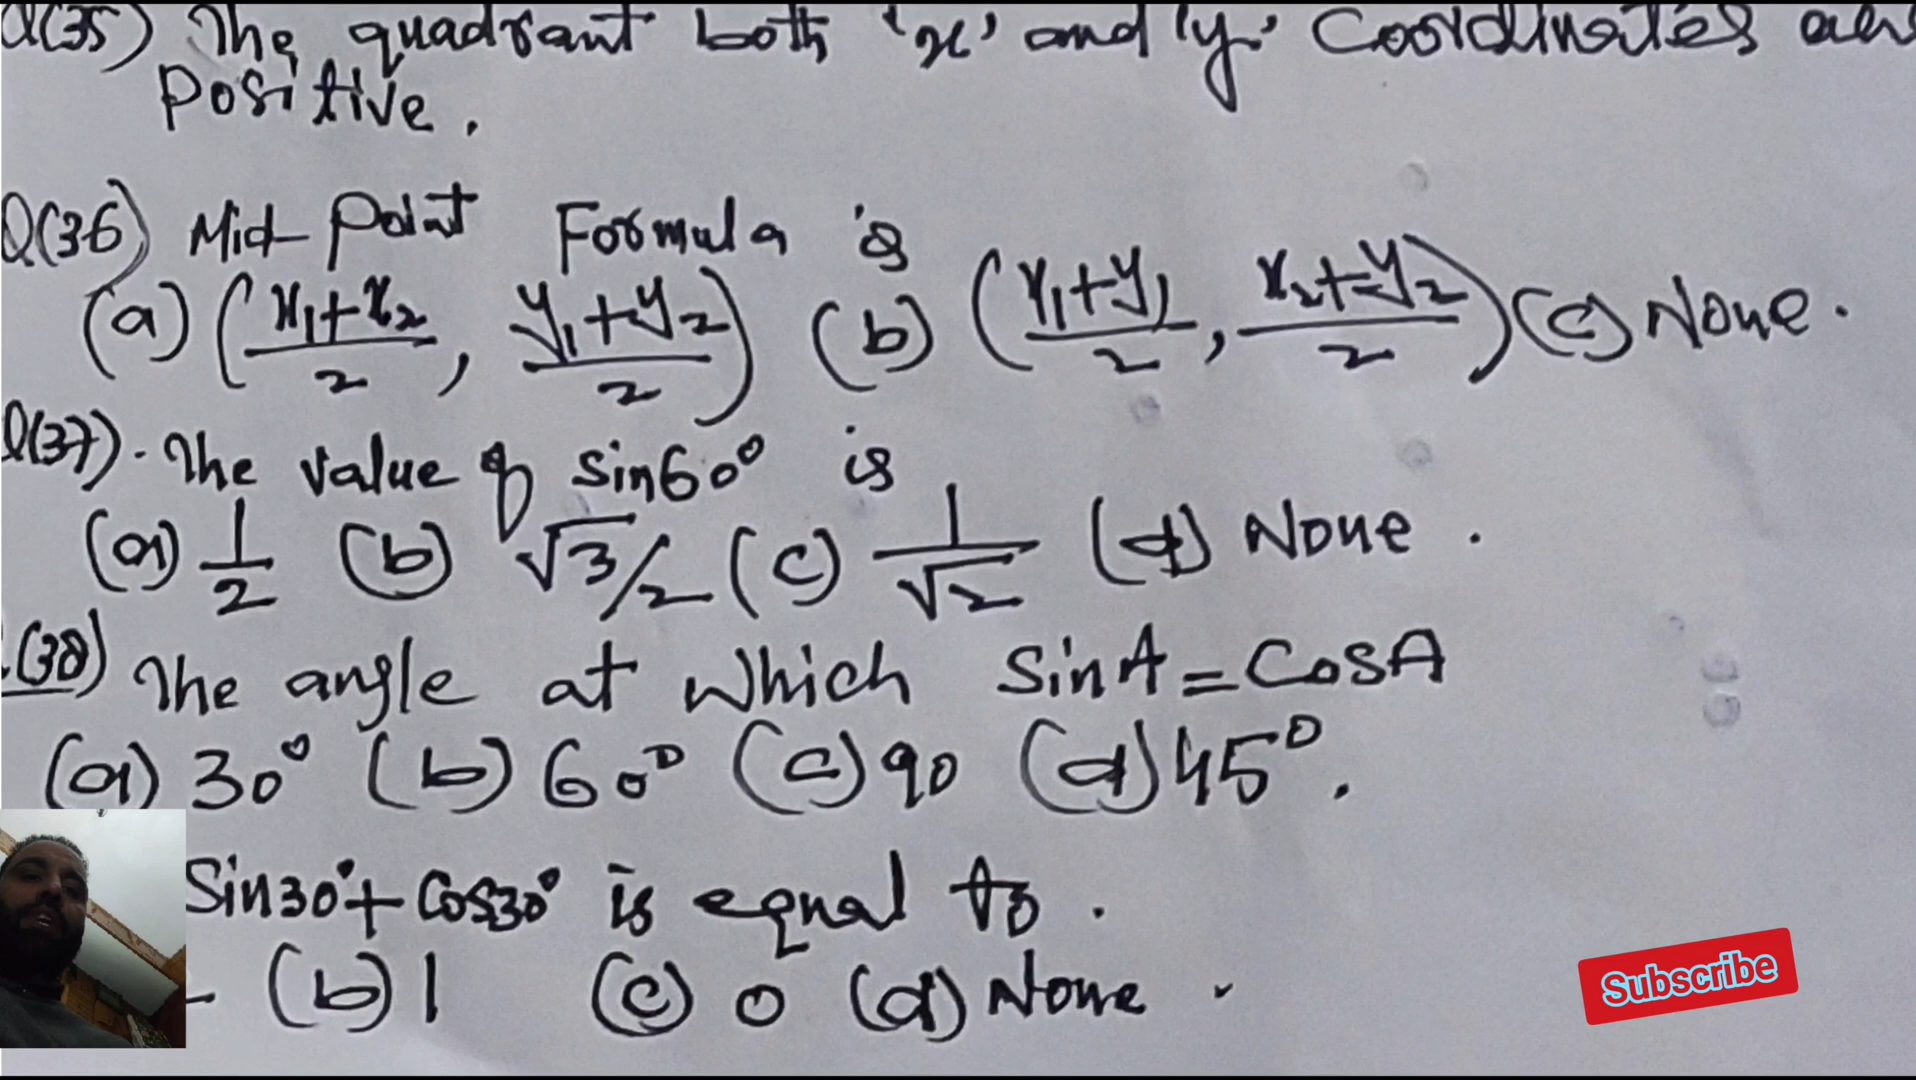 Q(35) The quadrant both 'x' and 'y' Coordinates are
Positive.
Q(36) Mid-Point Formula is
(a) (x₁+x₂/2, y₁+y₂/2) (b) (x₁+y₁/2, x₂+y₂/2) (c) None.
Q(37). The value of sin60° is
(a) 1/2 (b) √3/2 (c) 1/√2 (d) None.
(38) The angle at which SinA=CosA
(a) 30° (b) 60° (c) 90 (d) 45°.
Sin30°+Cos30° is equal to.
(b) 1 (c) 0 (d) None.
Subscribe